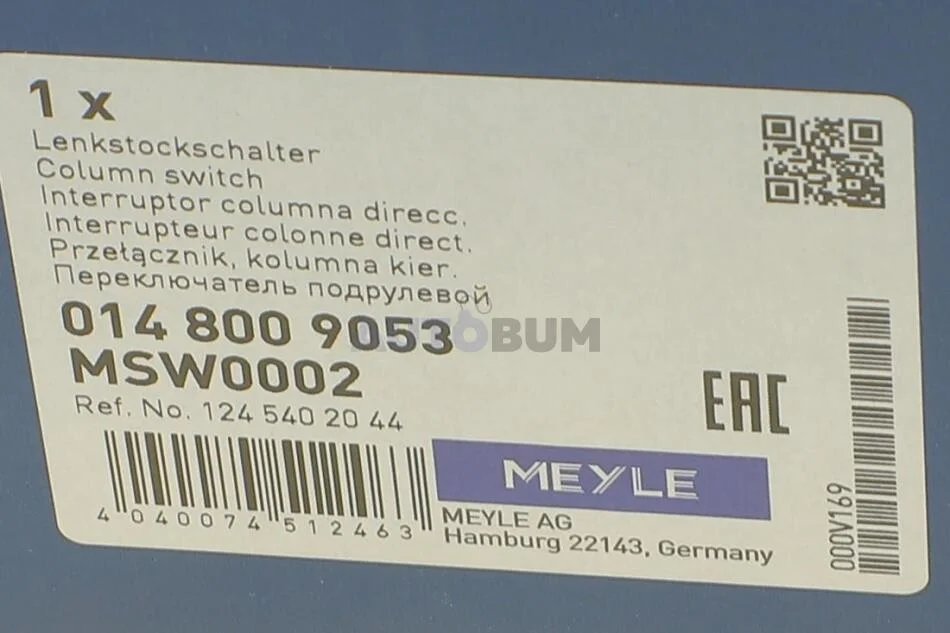 1 x
Lenkstockschalter
Column switch
Interruptor columna direcc.
Interrupteur colonne direct.
Przełącznik, kolumna kier.
Переключатель подрулевой
014 800 9053
AUTOBUM
MSW0002
Ref. No. 124 540 20 44
EAC
MEYLE
4 040074 512463
MEYLE AG
Hamburg 22143, Germany
000V169